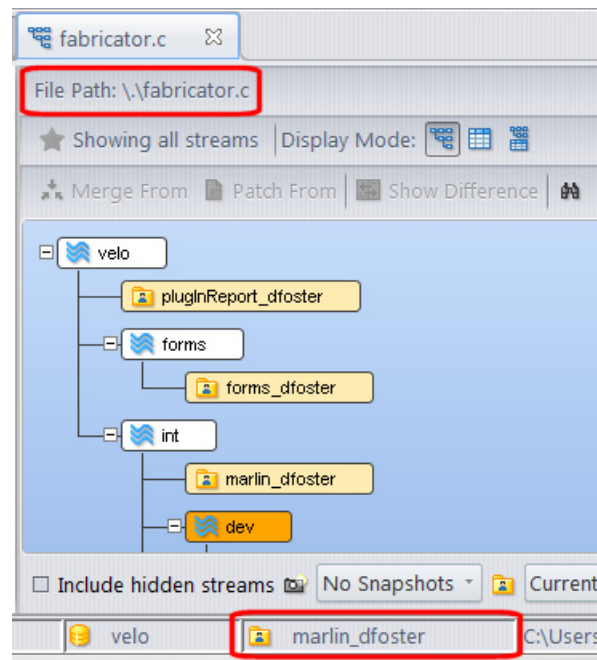 fabricator.c
File Path: \.\fabricator.c
Showing all streams Display Mode:
Merge From Patch From Show Difference
velo
plugInReport_dfoster
forms
forms_dfoster
int
marlin_dfoster
dev
Include hidden streams No Snapshots Current
velo marlin_dfoster C:\Users